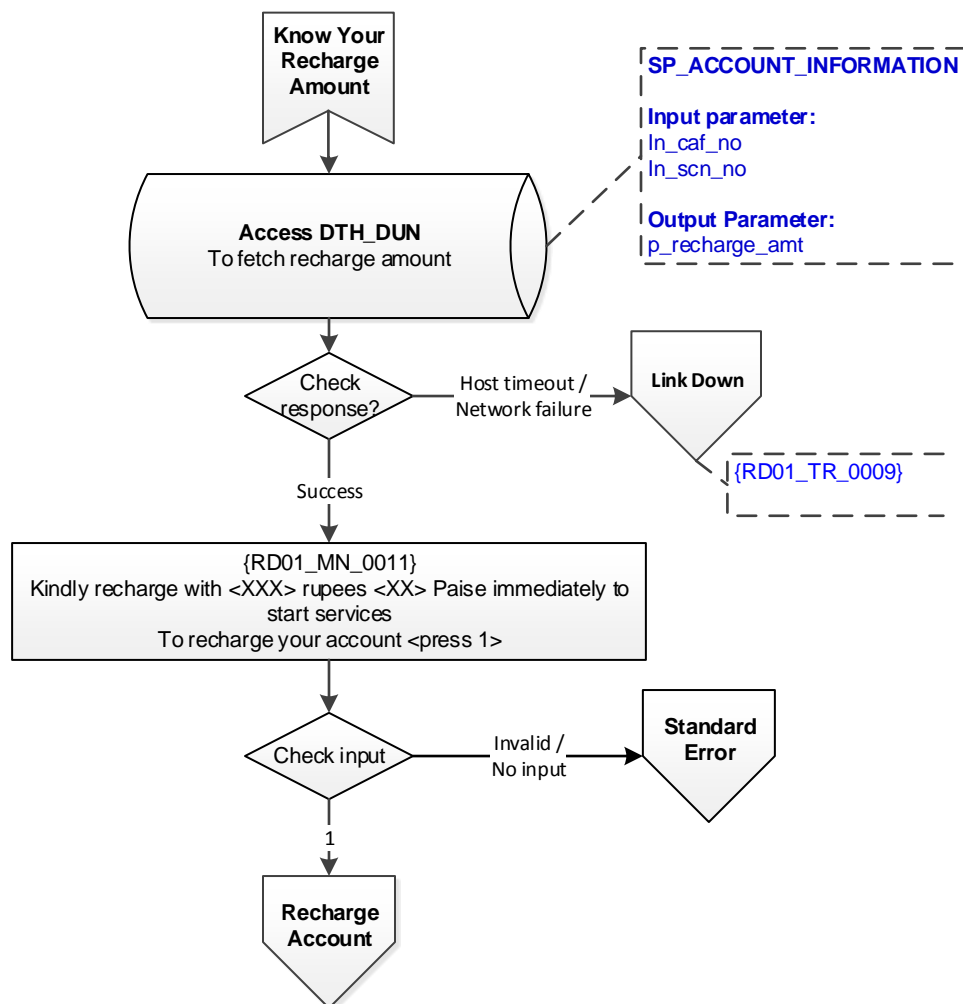 Know Your
Recharge
Amount
SP_ACCOUNT_INFORMATION
Input parameter:
In_caf_no
In_scn_no
Output Parameter:
p_recharge_amt
Access DTH_DUN
To fetch recharge amount
Check
response?
Host timeout /
Network failure
Link Down
{RD01_TR_0009}
Success
{RD01_MN_0011}
Kindly recharge with <XXX> rupees <XX> Paise immediately to
start services
To recharge your account <press 1>
Check input
Invalid /
No input
Standard
Error
1
Recharge
Account